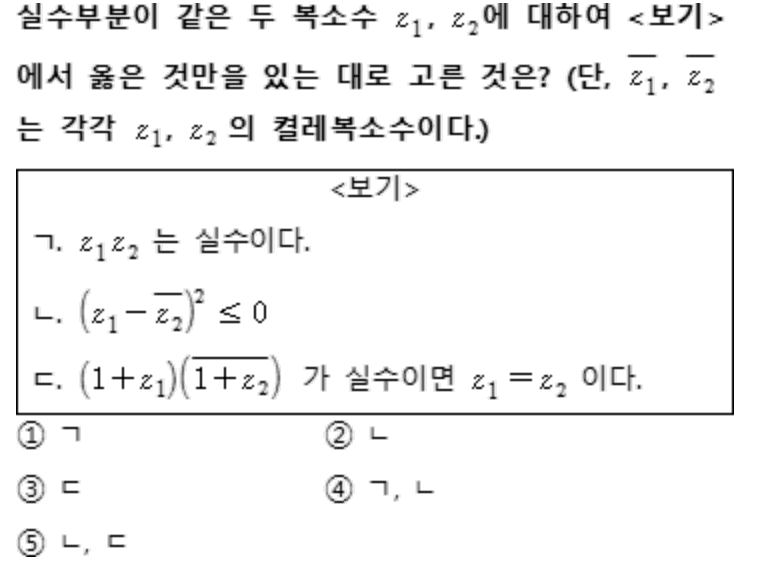 실수부분이 같은 두 복소수 z₁, z₂에 대하여 <보기>
에서 옳은 것만을 있는 대로 고른 것은? (단, z̅₁, z̅₂
는 각각 z₁, z₂ 의 켤레복소수이다.)
<보기>
ㄱ. z₁z₂ 는 실수이다.
ㄴ. (z₁ − z̅₂)² ≤ 0
ㄷ. (1+z₁)(1̅+̅z̅₂) 가 실수이면 z₁ = z₂ 이다.
① ㄱ ② ㄴ
③ ㄷ ④ ㄱ, ㄴ
⑤ ㄴ, ㄷ